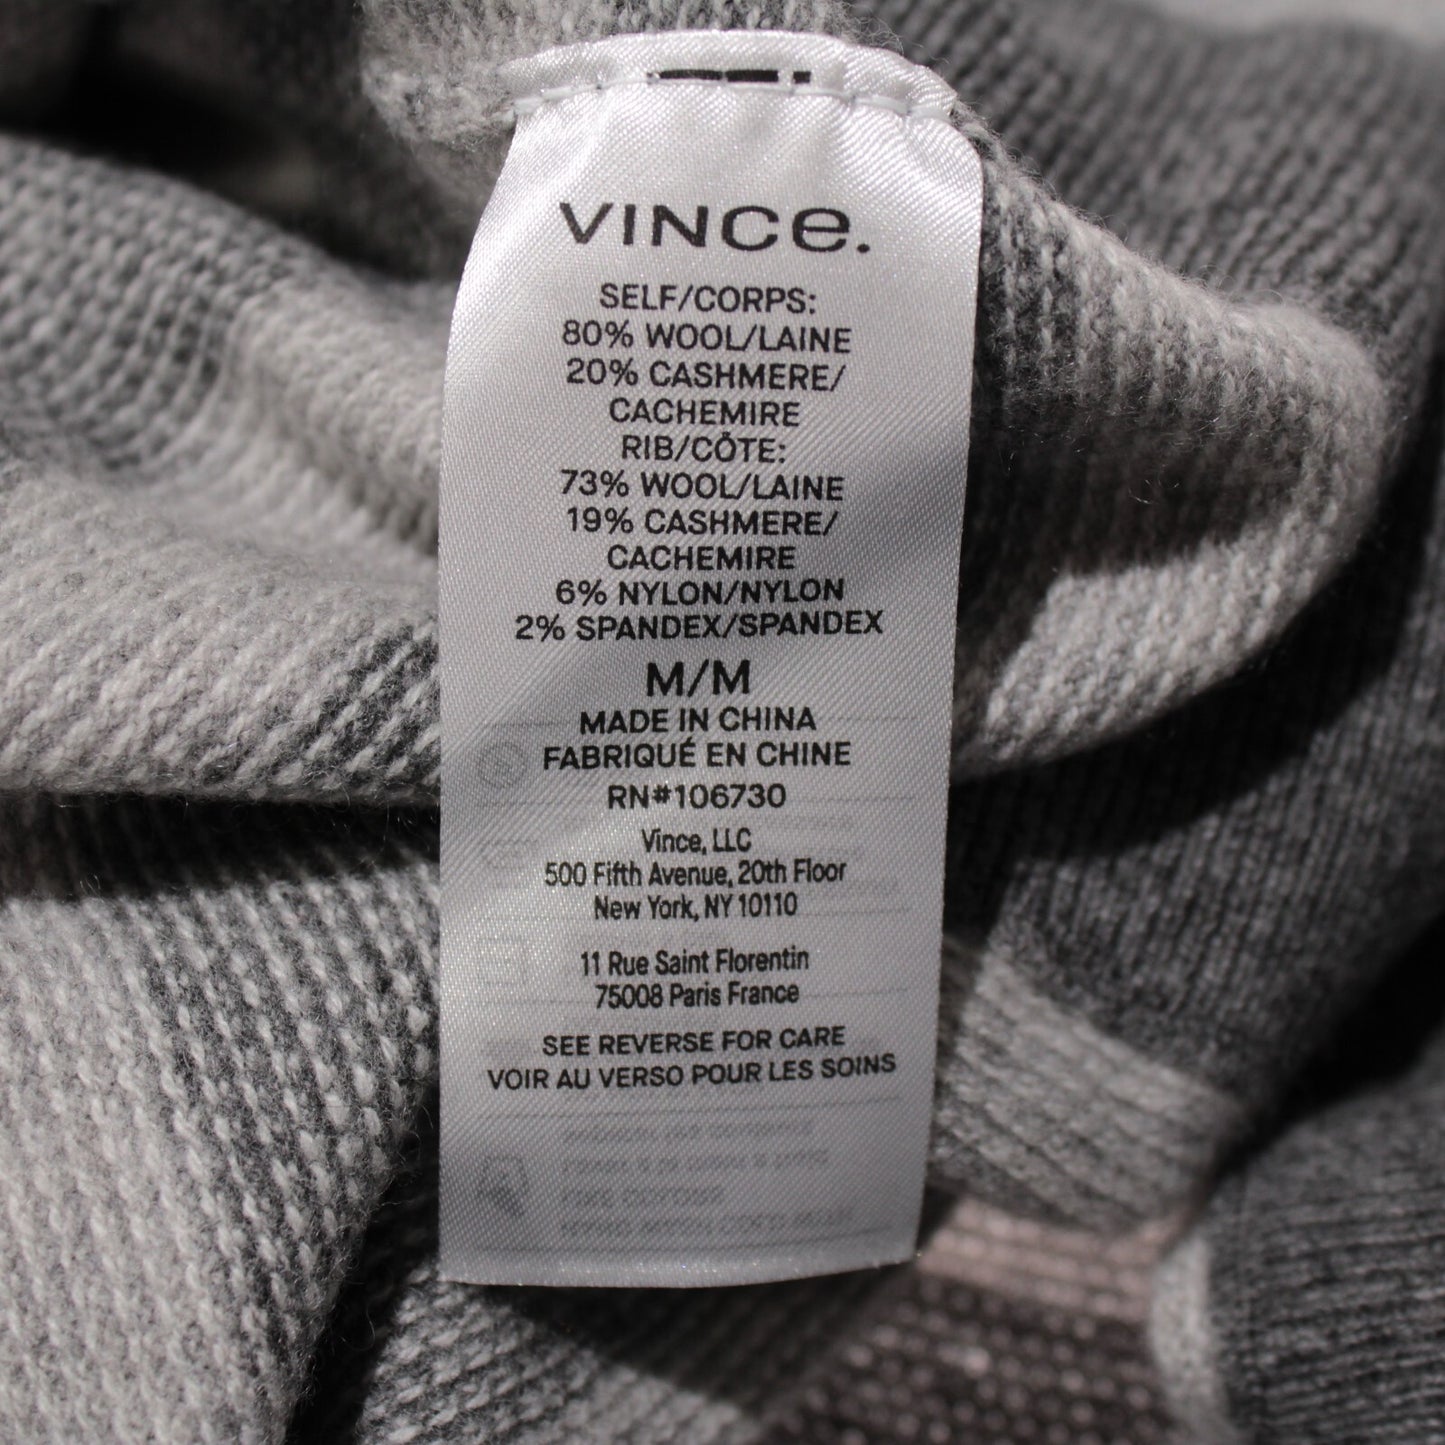 VINCe.
SELF/CORPS:
80% WOOL/LAINE
20% CASHMERE/
CACHEMIRE
RIB/CÔTE:
73% WOOL/LAINE
19% CASHMERE/
CACHEMIRE
6% NYLON/NYLON
2% SPANDEX/SPANDEX
M/M
MADE IN CHINA
FABRIQUÉ EN CHINE
RN#106730
Vince, LLC
500 Fifth Avenue, 20th Floor
New York, NY 10110
11 Rue Saint Florentin
75008 Paris France
SEE REVERSE FOR CARE
VOIR AU VERSO POUR LES SOINS